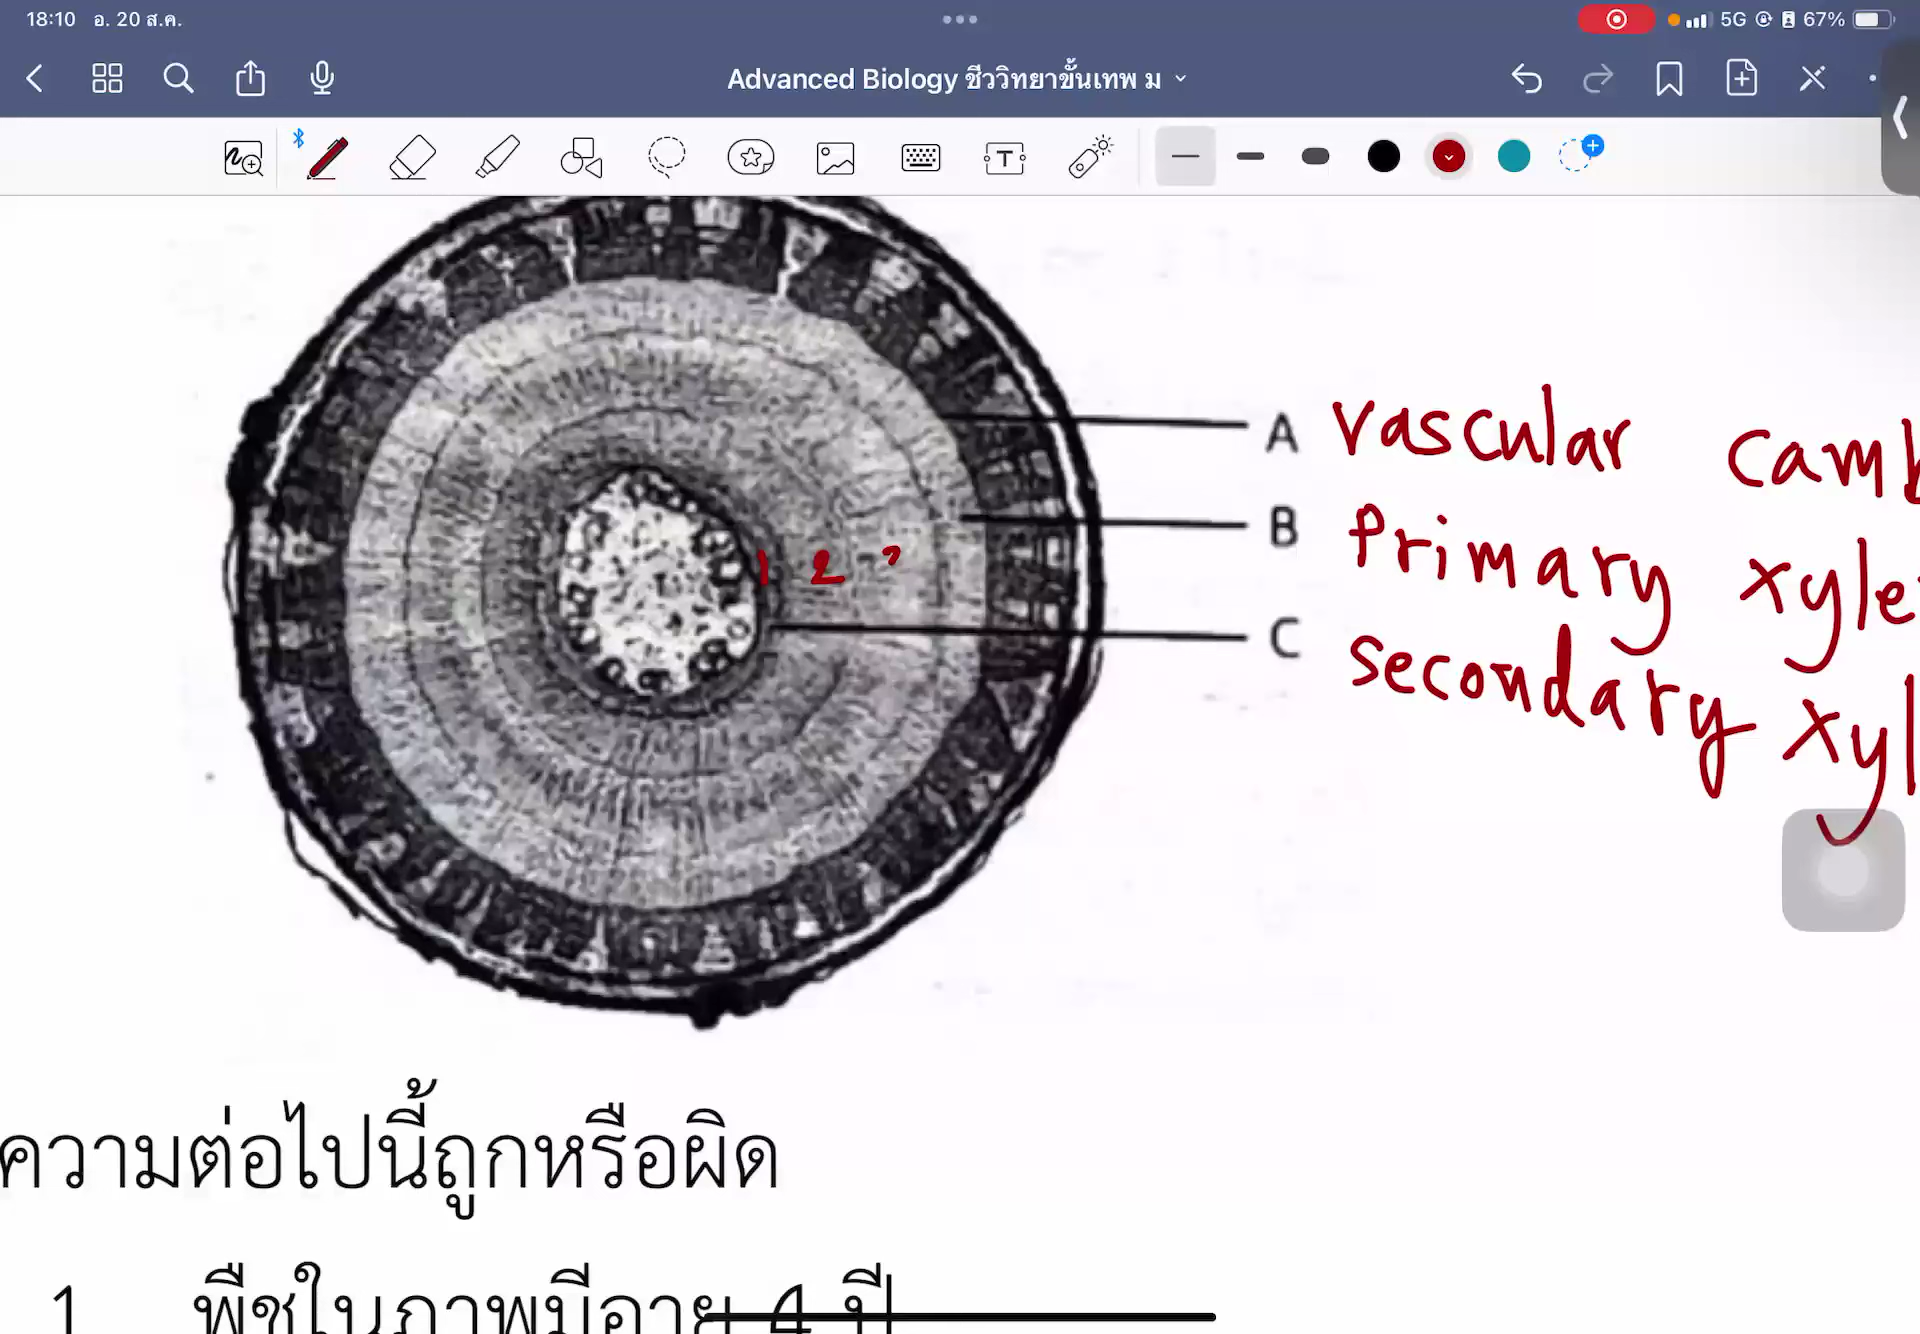 18:10 อ. 20 ส.ค.
5G 67%
Advanced Biology ชีววิทยาขั้นเทพ ม
T
A vascular
B Primary
C secondary
1 2
ความต่อไปนี้ถูกหรือผิด
1 พืชในภาพมีอายุ 4 ปี